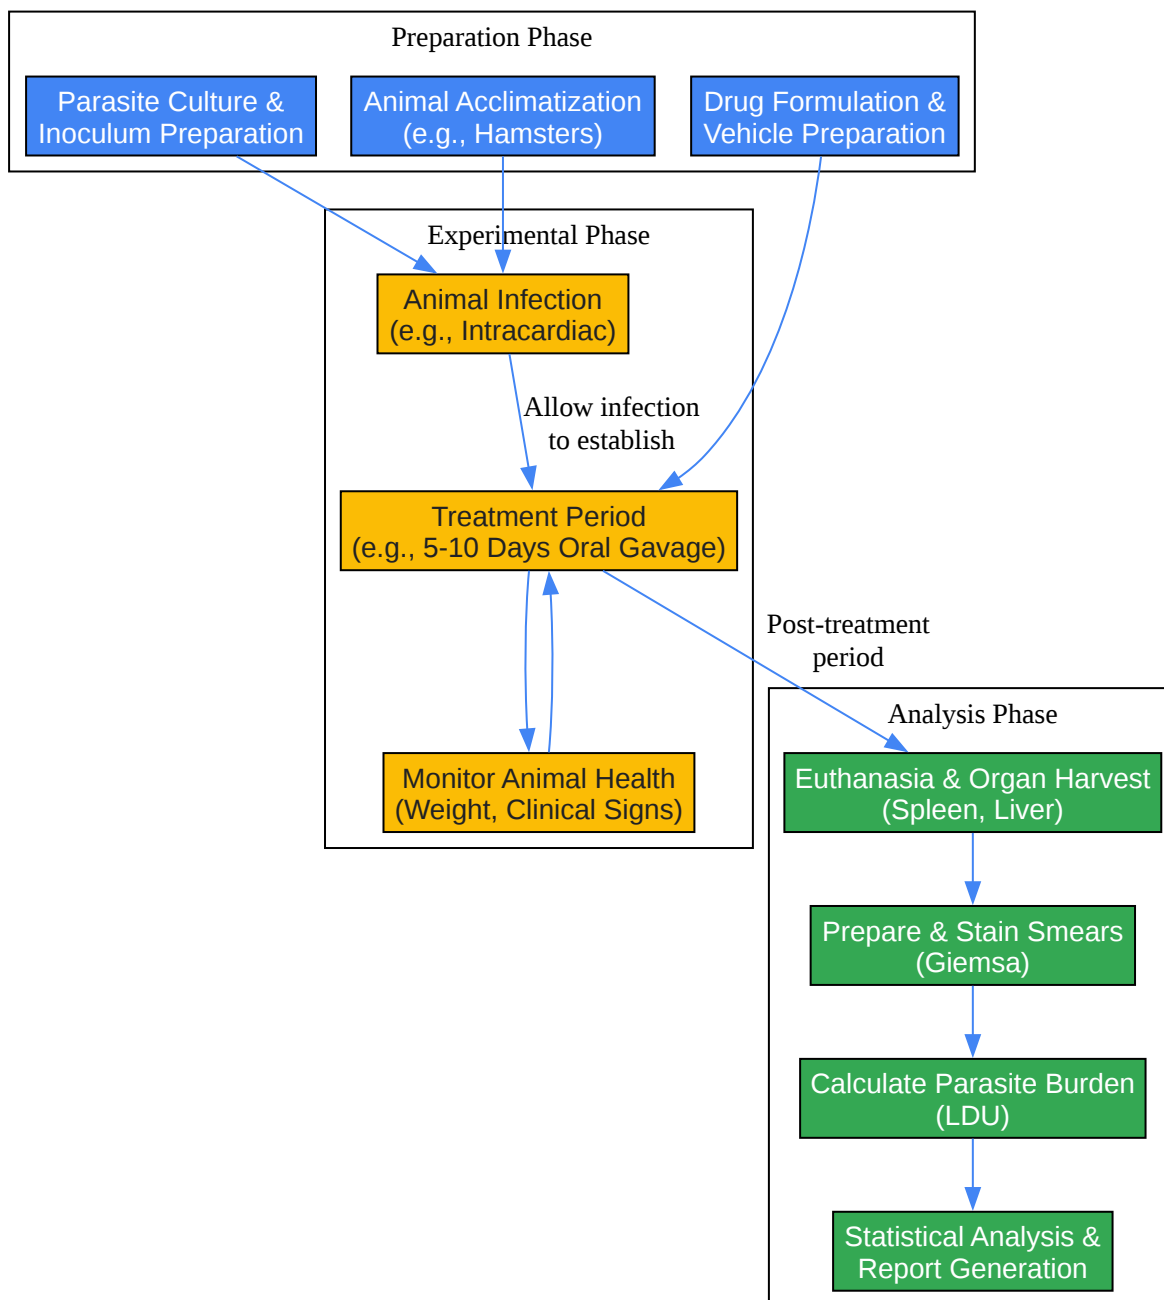 Preparation Phase
Parasite Culture &
Inoculum Preparation
Animal Acclimatization
(e.g., Hamsters)
Drug Formulation &
Vehicle Preparation
Experimental Phase
Animal Infection
(e.g., Intracardiac)
Allow infection
to establish
Treatment Period
(e.g., 5-10 Days Oral Gavage)
Post-treatment
period
Monitor Animal Health
(Weight, Clinical Signs)
Analysis Phase
Euthanasia & Organ Harvest
(Spleen, Liver)
Prepare & Stain Smears
(Giemsa)
Calculate Parasite Burden
(LDU)
Statistical Analysis &
Report Generation